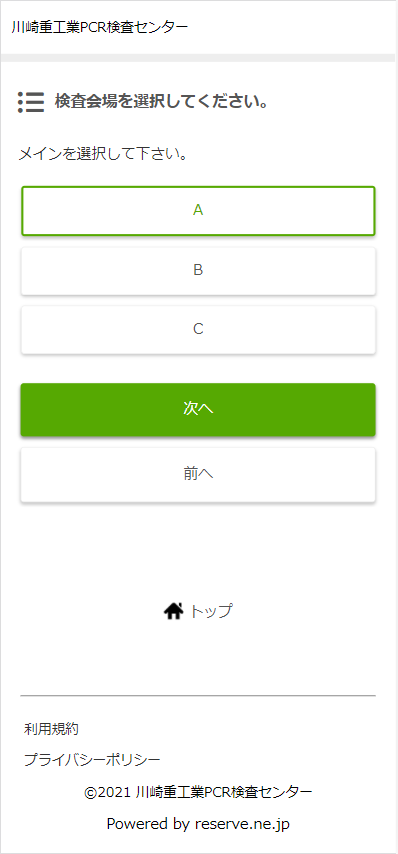 川崎重工業PCR検査センター
検査会場を選択してください。
メインを選択して下さい。
A
B
C
次へ
前へ
トップ
利用規約
プライバシーポリシー
©2021 川崎重工業PCR検査センター
Powered by reserve.ne.jp